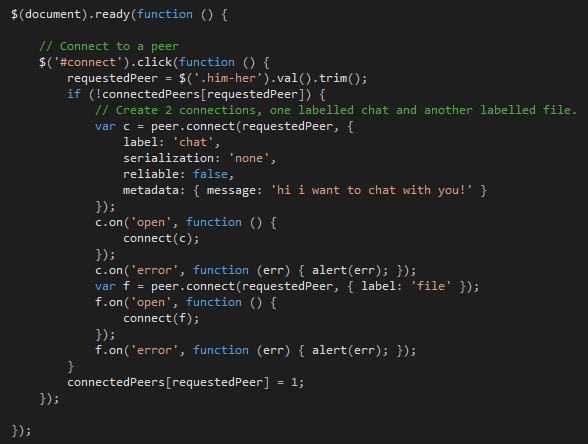 $(document).ready(function () {
// Connect to a peer
$('#connect').click(function () {
requestedPeer = $('.him-her').val().trim();
if (!connectedPeers[requestedPeer]) {
// Create 2 connections, one labelled chat and another labelled file.
var c = peer.connect(requestedPeer, {
label: 'chat',
serialization: 'none',
reliable: false,
metadata: { message: 'hi i want to chat with you!' }
});
c.on('open', function () {
connect(c);
});
c.on('error', function (err) { alert(err); });
var f = peer.connect(requestedPeer, { label: 'file' });
f.on('open', function () {
connect(f);
});
f.on('error', function (err) { alert(err); });
}
connectedPeers[requestedPeer] = 1;
});
});